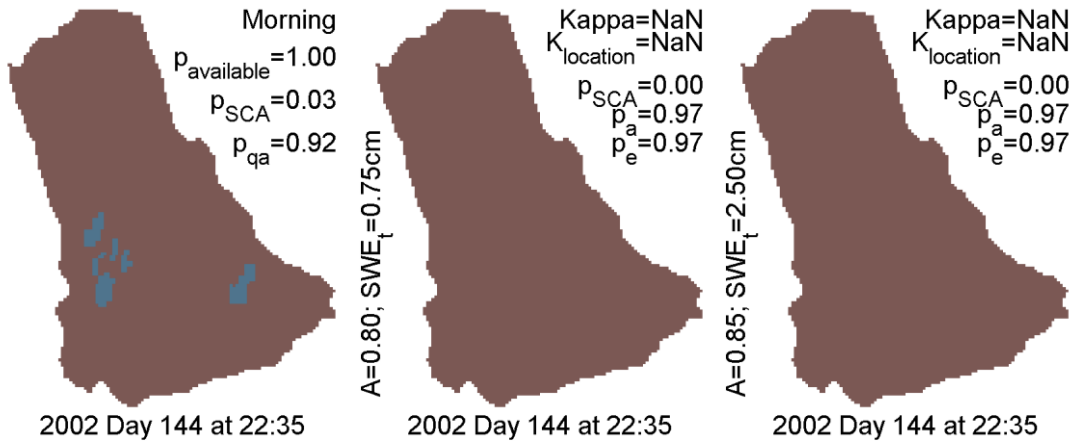 Morning
p_available=1.00
p_SCA=0.03
p_qa=0.92
2002 Day 144 at 22:35
A=0.80; SWE_t=0.75cm
Kappa=NaN
K_location=NaN
p_SCA=0.00
p_a=0.97
p_e=0.97
2002 Day 144 at 22:35
A=0.85; SWE_t=2.50cm
Kappa=NaN
K_location=NaN
p_SCA=0.00
p_a=0.97
p_e=0.97
2002 Day 144 at 22:35